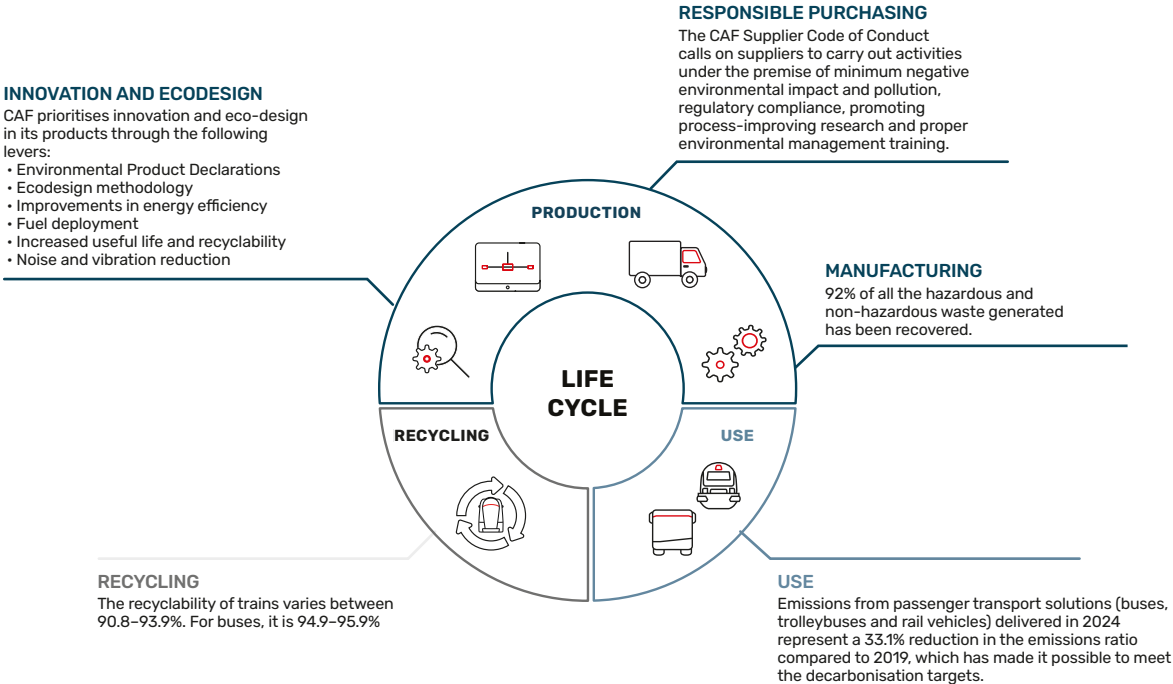 RESPONSIBLE PURCHASING
The CAF Supplier Code of Conduct
calls on suppliers to carry out activities
under the premise of minimum negative
environmental impact and pollution,
regulatory compliance, promoting
process-improving research and proper
environmental management training.
INNOVATION AND ECODESIGN
CAF prioritises innovation and eco-design
in its products through the following
levers:
• Environmental Product Declarations
• Ecodesign methodology
• Improvements in energy efficiency
• Fuel deployment
• Increased useful life and recyclability
• Noise and vibration reduction
PRODUCTION
MANUFACTURING
92% of all the hazardous and
non-hazardous waste generated
has been recovered.
LIFE
CYCLE
RECYCLING
USE
RECYCLING
The recyclability of trains varies between
90.8–93.9%. For buses, it is 94.9–95.9%
USE
Emissions from passenger transport solutions (buses,
trolleybuses and rail vehicles) delivered in 2024
represent a 33.1% reduction in the emissions ratio
compared to 2019, which has made it possible to meet
the decarbonisation targets.